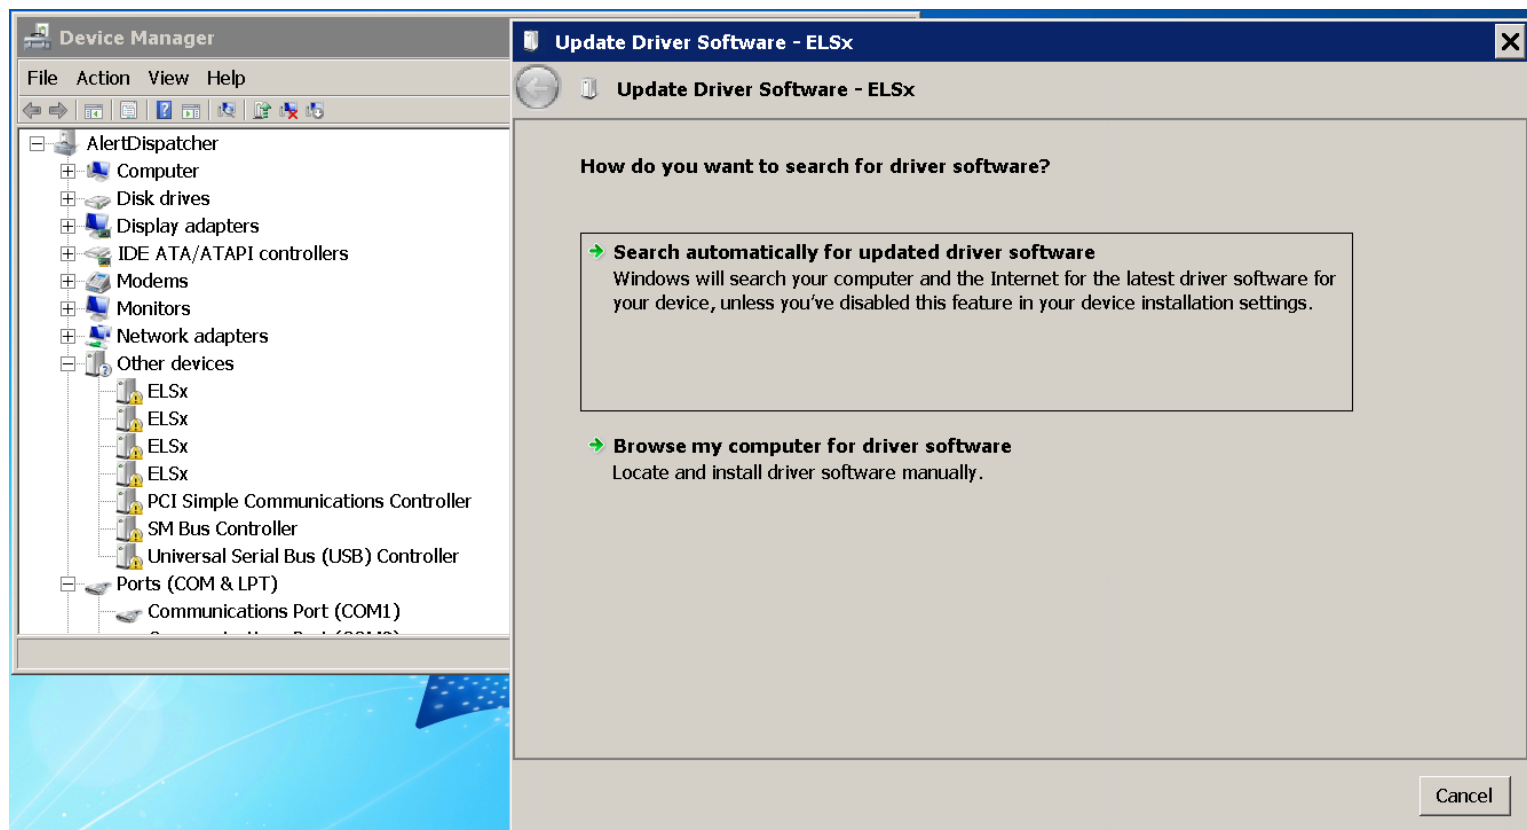 Device Manager
File Action View Help
AlertDispatcher
Computer
Disk drives
Display adapters
IDE ATA/ATAPI controllers
Modems
Monitors
Network adapters
Other devices
ELSx
ELSx
ELSx
ELSx
PCI Simple Communications Controller
SM Bus Controller
Universal Serial Bus (USB) Controller
Ports (COM & LPT)
Communications Port (COM1)
Update Driver Software - ELSx
Update Driver Software - ELSx
How do you want to search for driver software?
Search automatically for updated driver software
Windows will search your computer and the Internet for the latest driver software for
your device, unless you've disabled this feature in your device installation settings.
Browse my computer for driver software
Locate and install driver software manually.
Cancel